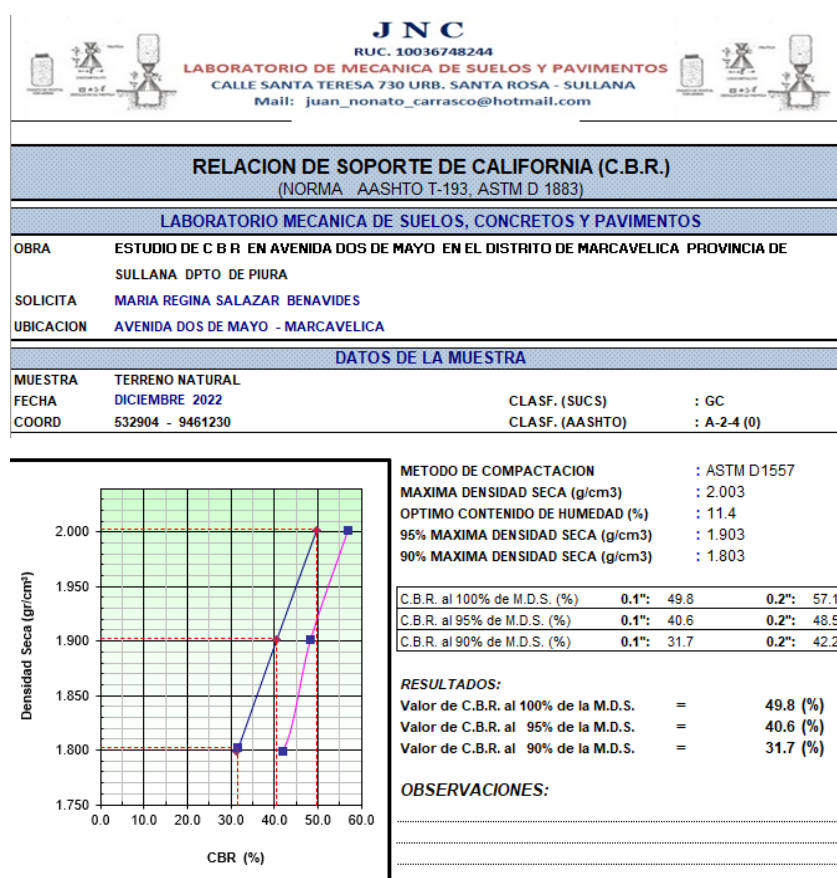 J N C
RUC. 10036748244
LABORATORIO DE MECANICA DE SUELOS Y PAVIMENTOS
CALLE SANTA TERESA 730 URB. SANTA ROSA - SULLANA
Mail: juan_nonato_carrasco@hotmail.com
RELACION DE SOPORTE DE CALIFORNIA (C.B.R.)
(NORMA AASHTO T-193, ASTM D 1883)
LABORATORIO MECANICA DE SUELOS, CONCRETOS Y PAVIMENTOS
OBRA ESTUDIO DE C B R EN AVENIDA DOS DE MAYO EN EL DISTRITO DE MARCAVELICA PROVINCIA DE
SULLANA DPTO DE PIURA
SOLICITA MARIA REGINA SALAZAR BENAVIDES
UBICACION AVENIDA DOS DE MAYO - MARCAVELICA
DATOS DE LA MUESTRA
MUESTRA TERRENO NATURAL
FECHA DICIEMBRE 2022 CLASF. (SUCS) : GC
COORD 532904 - 9461230 CLASF. (AASHTO) : A-2-4 (0)
METODO DE COMPACTACION : ASTM D1557
MAXIMA DENSIDAD SECA (g/cm3) : 2.003
OPTIMO CONTENIDO DE HUMEDAD (%) : 11.4
95% MAXIMA DENSIDAD SECA (g/cm3) : 1.903
90% MAXIMA DENSIDAD SECA (g/cm3) : 1.803
C.B.R. al 100% de M.D.S. (%) 0.1": 49.8 0.2": 57.1
C.B.R. al 95% de M.D.S. (%) 0.1": 40.6 0.2": 48.5
C.B.R. al 90% de M.D.S. (%) 0.1": 31.7 0.2": 42.2
RESULTADOS:
Valor de C.B.R. al 100% de la M.D.S. = 49.8 (%)
Valor de C.B.R. al 95% de la M.D.S. = 40.6 (%)
Valor de C.B.R. al 90% de la M.D.S. = 31.7 (%)
OBSERVACIONES:
Densidad Seca (gr/cm³)
2.000
1.950
1.900
1.850
1.800
1.750
0.0 10.0 20.0 30.0 40.0 50.0 60.0
CBR (%)